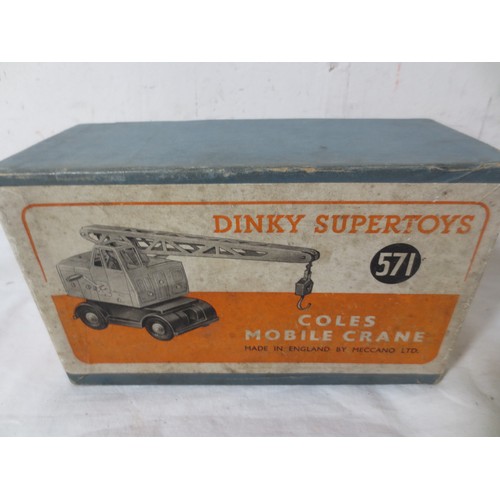 DINKY SUPERTOYS
571
COLES
MOBILE CRANE
MADE IN ENGLAND BY MECCANO LTD.